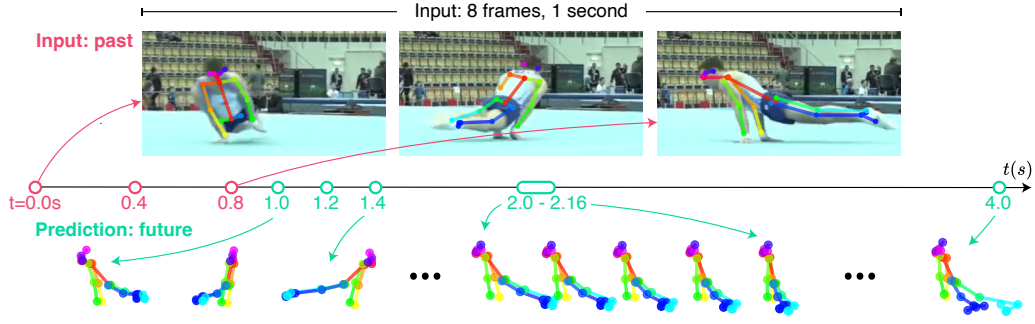 Input: 8 frames, 1 second
Input: past
t(s)
t=0.0s 0.4 0.8 1.0 1.2 1.4 2.0 - 2.16 4.0
Prediction: future